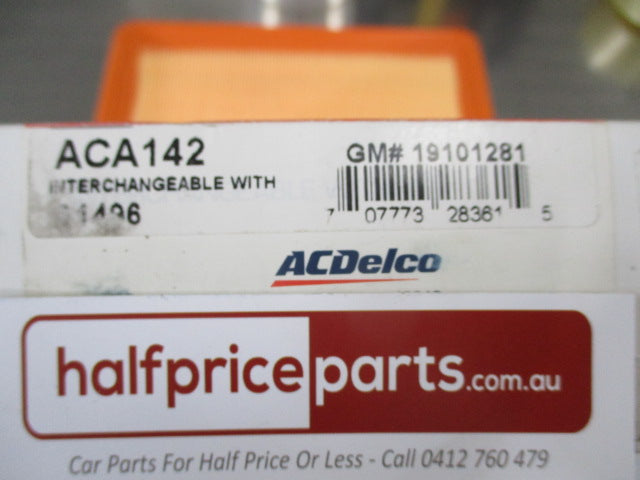 ACA142
GM# 19101281
INTERCHANGEABLE WITH
1496
7 07773 28361 5
ACDelco
halfpriceparts.com.au
Car Parts For Half Price Or Less - Call 0412 760 479